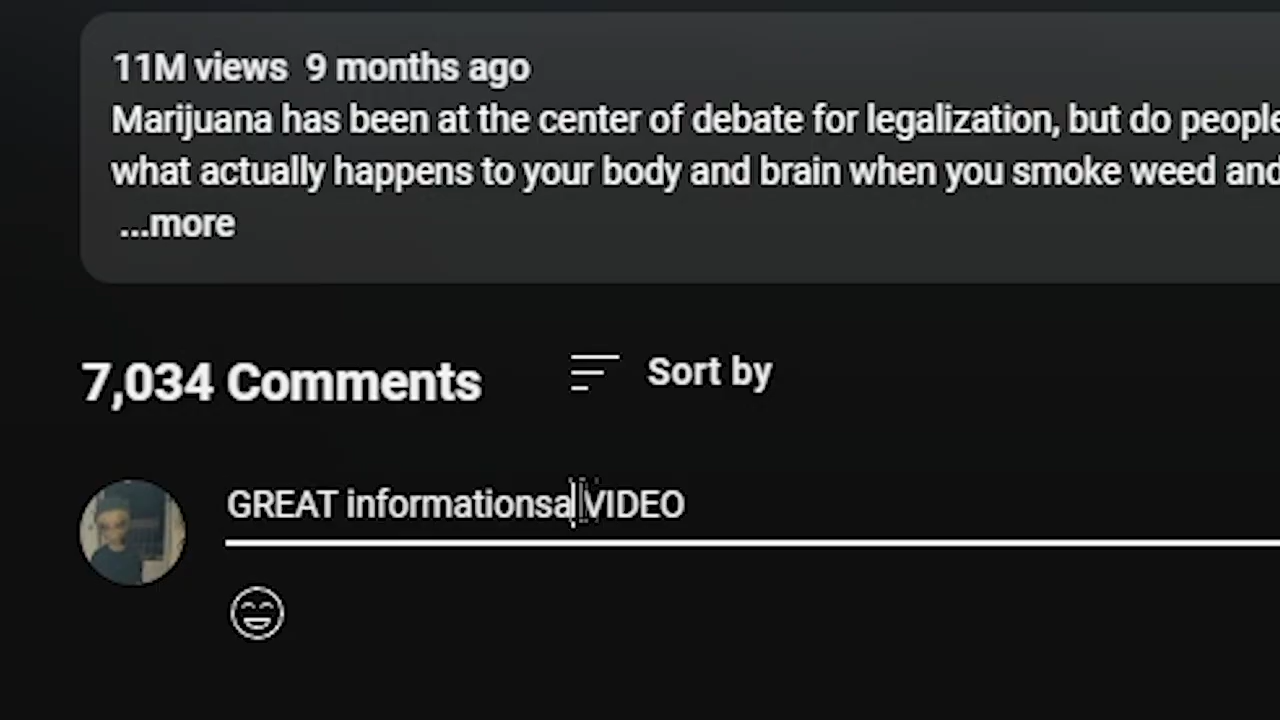 11M views 9 months ago
Marijuana has been at the center of debate for legalization, but do people
what actually happens to your body and brain when you smoke weed and
...more
7,034 Comments
Sort by
GREAT informationsa VIDEO